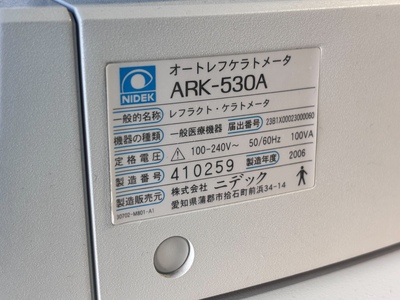 オートレフケラトメータ
NIDEK ARK-530A
一般的名称 レフラクト・ケラトメータ
機器の種類 一般医療機器 届出番号 23B1X00023000060
定格電圧 100-240V~ 50/60Hz 100VA
製造番号 410259 製造年度 2006
製造販売元 株式会社 ニデック
愛知県蒲郡市拾石町前浜34-14
30702-M801-A1